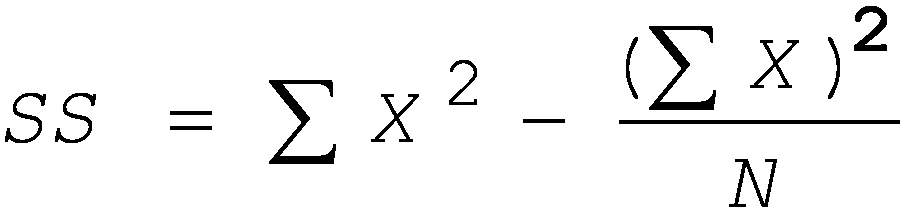 SS = ∑ X² - (∑ X)² / N